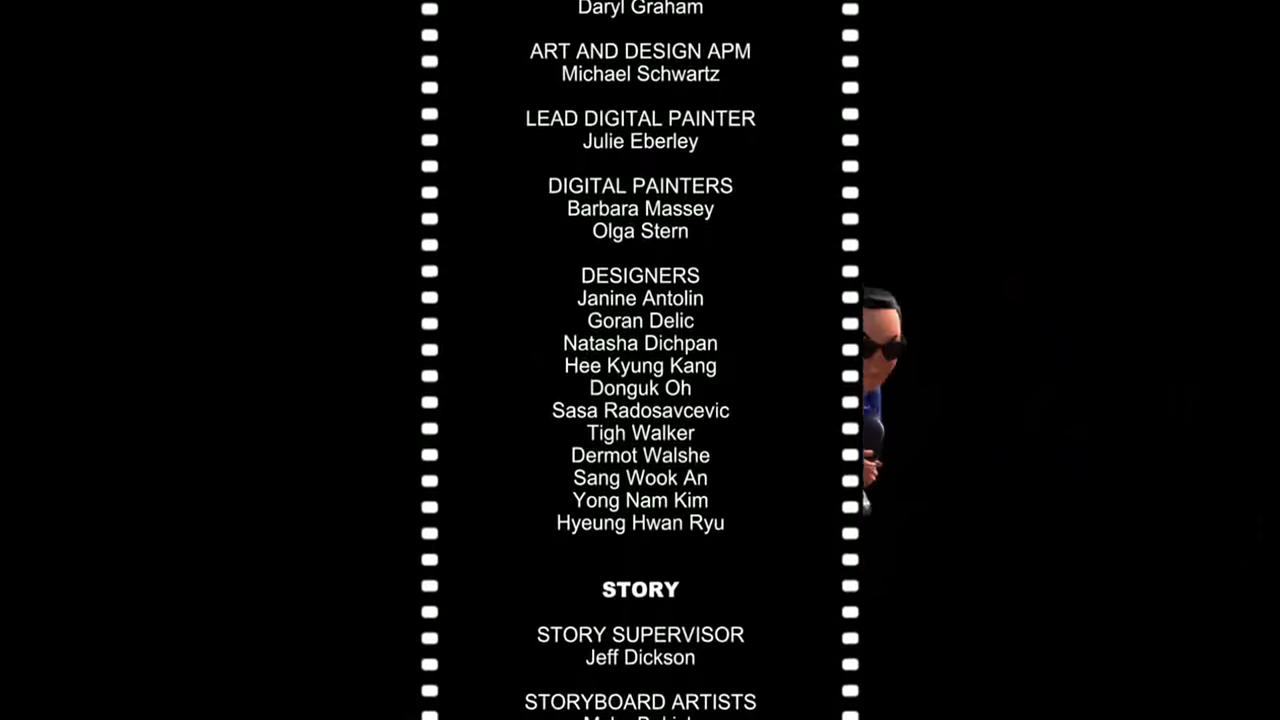 Daryl Graham
ART AND DESIGN APM
Michael Schwartz
LEAD DIGITAL PAINTER
Julie Eberley
DIGITAL PAINTERS
Barbara Massey
Olga Stern
DESIGNERS
Janine Antolin
Goran Delic
Natasha Dichpan
Hee Kyung Kang
Donguk Oh
Sasa Radosavcevic
Tigh Walker
Dermot Walshe
Sang Wook An
Yong Nam Kim
Hyeung Hwan Ryu
STORY
STORY SUPERVISOR
Jeff Dickson
STORYBOARD ARTISTS